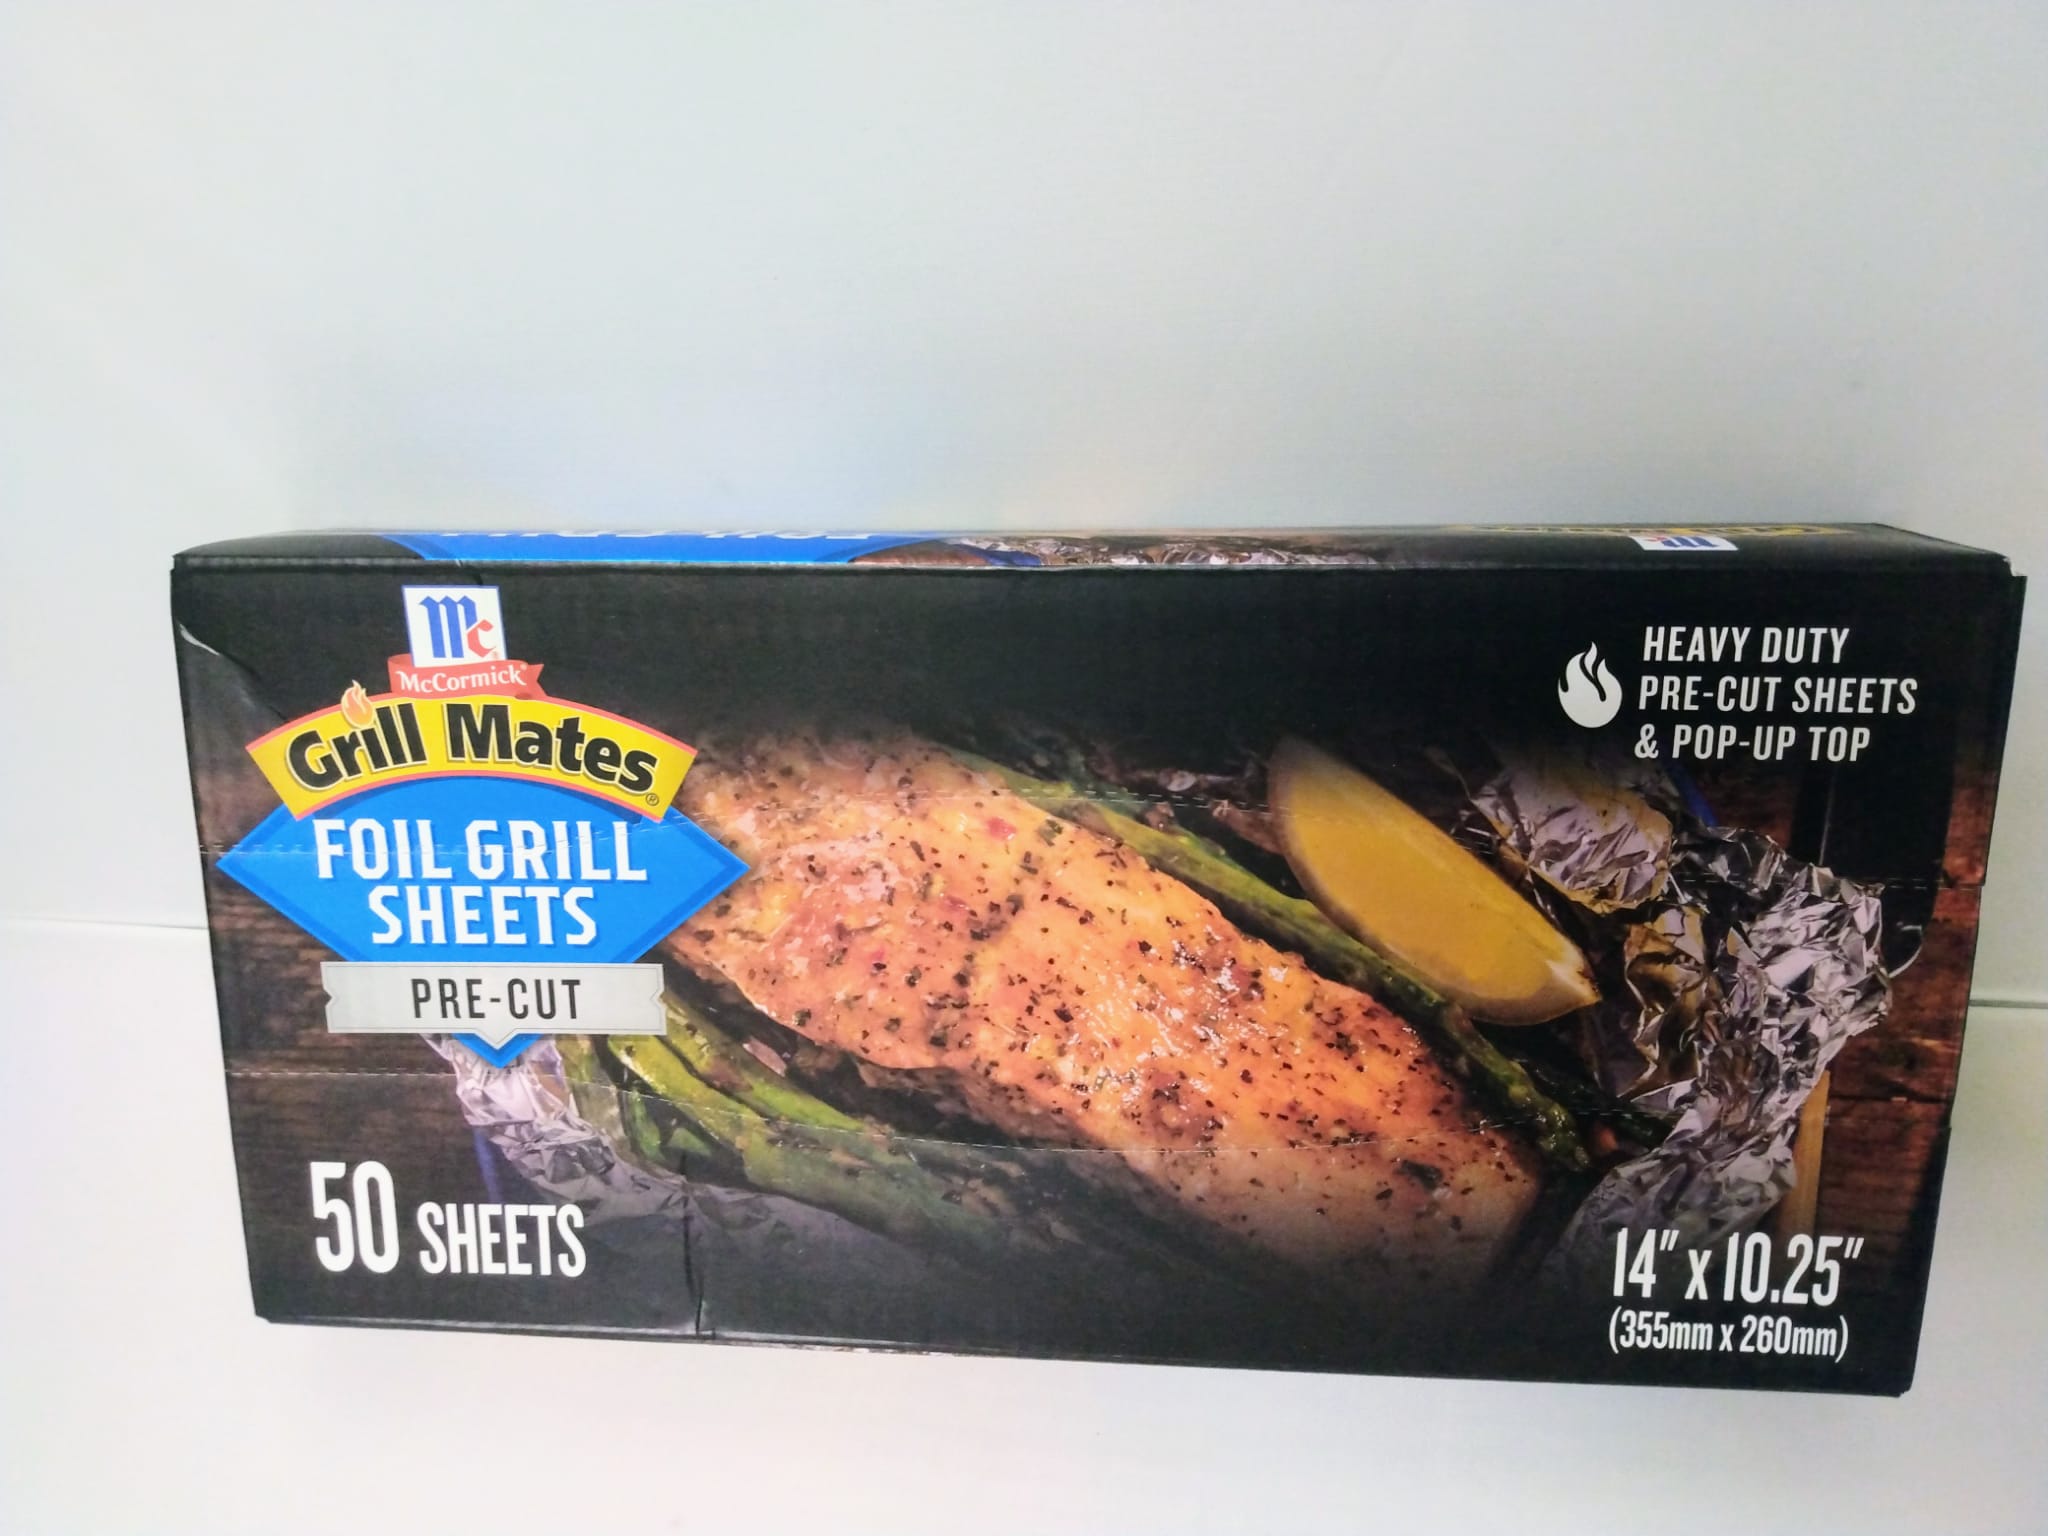 Mc
McCormick®
Grill Mates®
FOIL GRILL
SHEETS
PRE-CUT
50 SHEETS
HEAVY DUTY
PRE-CUT SHEETS
& POP-UP TOP
14" x 10.25"
(355mm x 260mm)